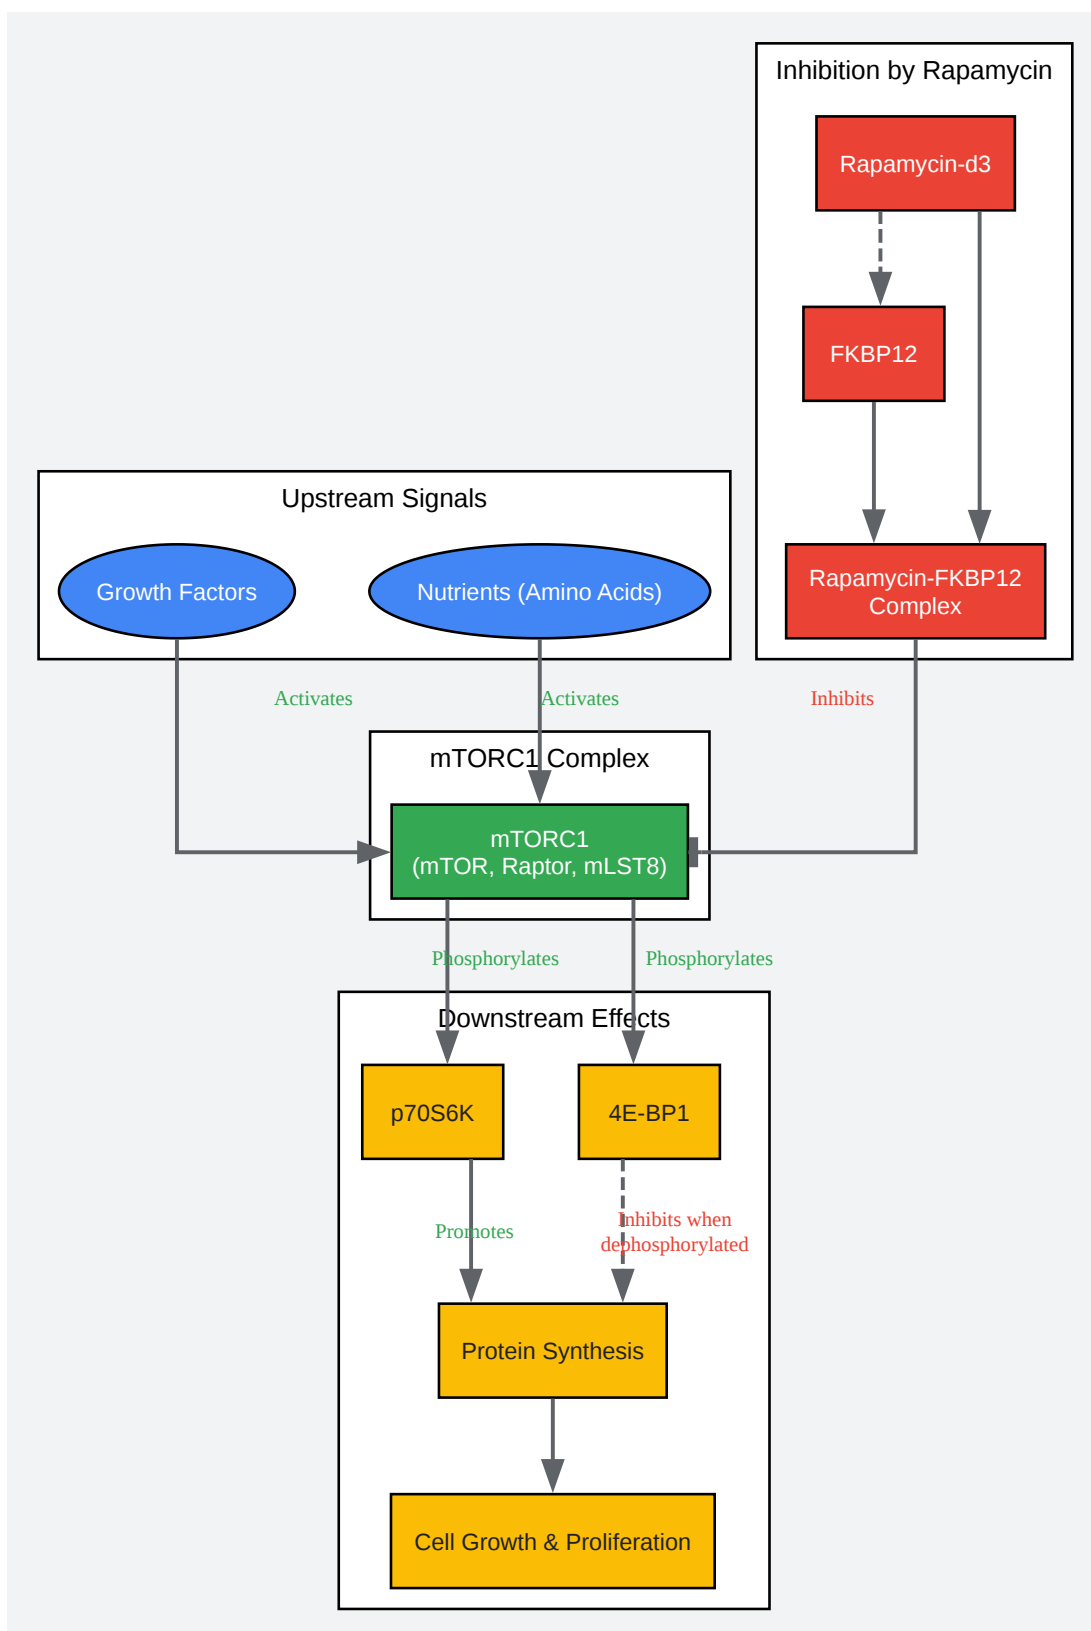 Inhibition by Rapamycin
Rapamycin-d3
FKBP12
Rapamycin-FKBP12
Complex
Upstream Signals
Growth Factors
Nutrients (Amino Acids)
Activates
Activates
Inhibits
mTORC1 Complex
mTORC1
(mTOR, Raptor, mLST8)
Phosphorylates
Phosphorylates
Downstream Effects
p70S6K
4E-BP1
Promotes
Inhibits when
dephosphorylated
Protein Synthesis
Cell Growth & Proliferation